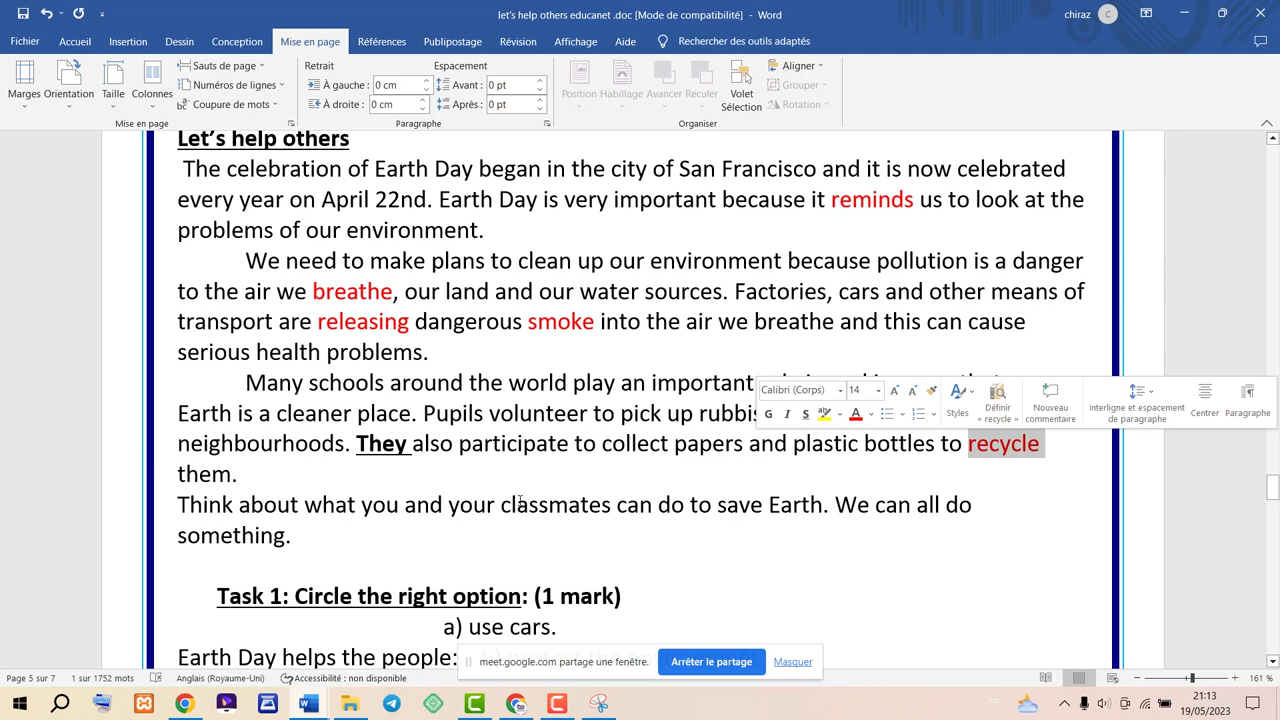 let's help others educanet .doc [Mode de compatibilité] - Word
chiraz C
Fichier Accueil Insertion Dessin Conception Mise en page Références Publipostage Révision Affichage Aide Rechercher des outils adaptés
Marges Orientation Taille Colonnes
Sauts de page
Numéros de lignes
Coupure de mots
Mise en page
Retrait Espacement
À gauche : 0 cm Avant : 0 pt
À droite : 0 cm Après : 0 pt
Paragraphe
Position Habillage Avancer Reculer Volet Sélection
Aligner
Grouper
Rotation
Organiser
Let's help others
The celebration of Earth Day began in the city of San Francisco and it is now celebrated
every year on April 22nd. Earth Day is very important because it reminds us to look at the
problems of our environment.
We need to make plans to clean up our environment because pollution is a danger
to the air we breathe, our land and our water sources. Factories, cars and other means of
transport are releasing dangerous smoke into the air we breathe and this can cause
serious health problems.
Many schools around the world play an important
Earth is a cleaner place. Pupils volunteer to pick up
neighbourhoods. They also participate to collect papers and plastic bottles to recycle
them.
Think about what you and your classmates can do to save Earth. We can all do
something.
Calibri (Corps) 14
G I S A
Styles
Définir « recycle »
Nouveau commentaire
Interligne et espacement de paragraphe
Centrer
Paragraphe
Task 1: Circle the right option: (1 mark)
a) use cars.
Earth Day helps the people:
meet.google.com partage une fenêtre. Arrêter le partage Masquer
Page 5 sur 7 1 sur 1752 mots Anglais (Royaume-Uni) Accessibilité : non disponible 161 %
21:13
19/05/2023